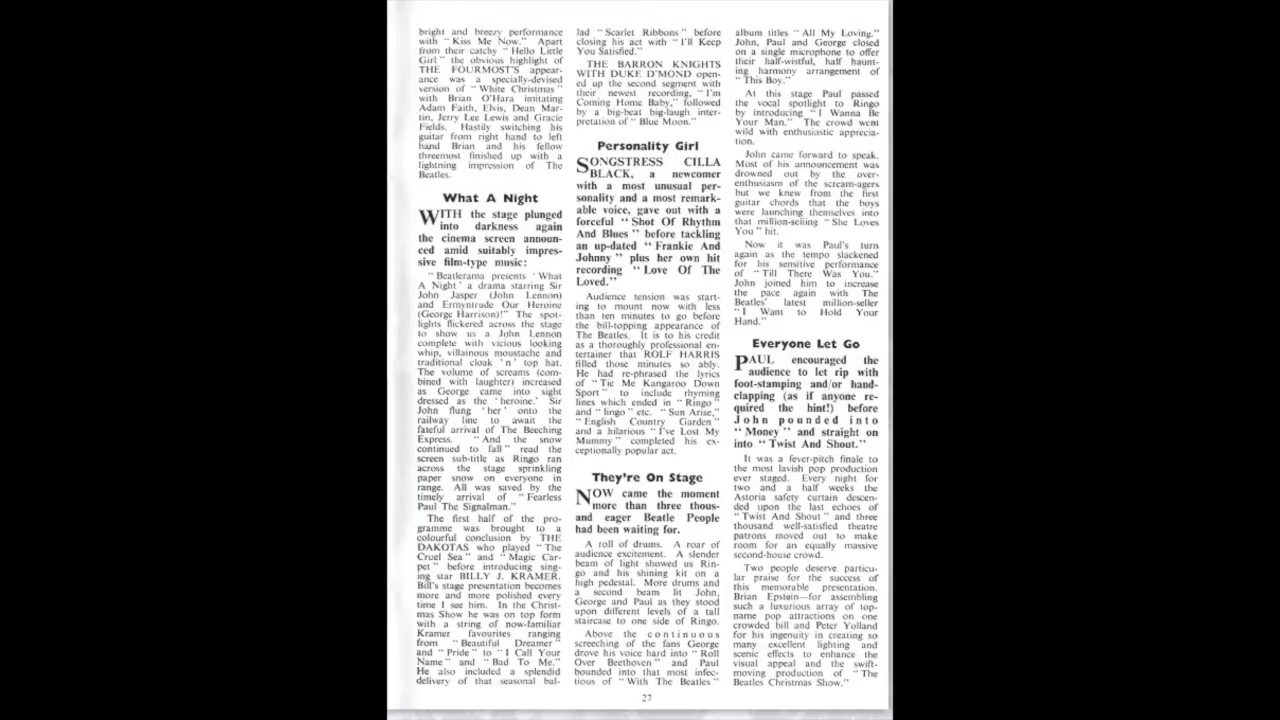 bright and breezy performance
with "Kiss Me Now." Apart
from their catchy "Hello Little
Girl" the obvious highlight of
THE FOURMOST'S appear-
ance was a specially-devised
version of "White Christmas"
with Brian O'Hara imitating
Adam Faith, Elvis, Dean Mar-
tin, Jerry Lee Lewis and Gracie
Fields. Hastily switching his
guitar from right hand to left
hand Brian and his fellow
threemost finished up with a
lightning impression of The
Beatles.
What A Night
WITH the stage plunged
into darkness again
the cinema screen announ-
ced amid suitably impres-
sive film-type music:
"Beatlerama presents 'What
A Night' a drama starring Sir
John Jasper (John Lennon)
and Ermyntrude Our Heroine
(George Harrison)!" The spot-
lights flickered across the stage
to show us a John Lennon
complete with vicious looking
whip, villainous moustache and
traditional cloak 'n' top hat.
The volume of screams (com-
bined with laughter) increased
as George came into sight
dressed as the 'heroine.' Sir
John flung 'her' onto the
railway line to await the
fateful arrival of The Beeching
Express. "And the snow
continued to fall" read the
screen sub-title as Ringo ran
across the stage sprinkling
paper snow on everyone in
range. All was saved by the
timely arrival of "Fearless
Paul The Signalman."
The first half of the pro-
gramme was brought to a
colourful conclusion by THE
DAKOTAS who played "The
Cruel Sea" and "Magic Car-
pet" before introducing sing-
ing star BILLY J. KRAMER.
Bill's stage presentation becomes
more and more polished every
time I see him. In the Christ-
mas Show he was on top form
with a string of now-familiar
Kramer favourites ranging
from "Beautiful Dreamer"
and "Pride" to "I Call Your
Name" and "Bad To Me."
He also included a splendid
delivery of that seasonal bal-
lad "Scarlet Ribbons" before
closing his act with "I'll Keep
You Satisfied."
THE BARRON KNIGHTS
WITH DUKE D'MOND open-
ed up the second segment with
their newest recording, "I'm
Coming Home Baby," followed
by a big-beat big-laugh inter-
pretation of "Blue Moon."
Personality Girl
SONGSTRESS CILLA
BLACK, a newcomer
with a most unusual per-
sonality and a most remark-
able voice, gave out with a
forceful "Shot Of Rhythm
And Blues" before tackling
an up-dated "Frankie And
Johnny" plus her own hit
recording "Love Of The
Loved."
Audience tension was start-
ing to mount now with less
than ten minutes to go before
the bill-topping appearance of
The Beatles. It is to his credit
as a thoroughly professional en-
tertainer that ROLF HARRIS
filled those minutes so ably.
He had re-phrased the lyrics
of "Tie Me Kangaroo Down
Sport" to include rhyming
lines which ended in "Ringo"
and "lingo" etc. "Sun Arise,"
"English Country Garden"
and a hilarious "I've Lost My
Mummy" completed his ex-
ceptionally popular act.
They're On Stage
NOW came the moment
more than three thous-
and eager Beatle People
had been waiting for.
A roll of drums. A roar of
audience excitement. A slender
beam of light showed us Rin-
go and his shining kit on a
high pedestal. More drums and
a second beam lit John,
George and Paul as they stood
upon different levels of a tall
staircase to one side of Ringo.
Above the continuous
screeching of the fans George
drove his voice hard into "Roll
Over Beethoven" and Paul
bounded into that most infec-
tious of "With The Beatles"
album titles "All My Loving."
John, Paul and George closed
on a single microphone to offer
their half-wistful, half haunt-
ing harmony arrangement of
"This Boy."
At this stage Paul passed
the vocal spotlight to Ringo
by introducing "I Wanna Be
Your Man." The crowd went
wild with enthusiastic apprecia-
tion.
John came forward to speak.
Most of his announcement was
drowned out by the over-
enthusiasm of the scream-agers
but we knew from the first
guitar chords that the boys
were launching themselves into
that million-selling "She Loves
You" hit.
Now it was Paul's turn
again as the tempo slackened
for his sensitive performance
of "Till There Was You."
John joined him to increase
the pace again with The
Beatles' latest million-seller
"I Want to Hold Your
Hand."
Everyone Let Go
PAUL encouraged the
audience to let rip with
foot-stamping and/or hand-
clapping (as if anyone re-
quired the hint!) before
John pounded into
"Money" and straight on
into "Twist And Shout."
It was a fever-pitch finale to
the most lavish pop production
ever staged. Every night for
two and a half weeks the
Astoria safety curtain descen-
ded upon the last echoes of
"Twist And Shout" and three
thousand well-satisfied theatre
patrons moved out to make
room for an equally massive
second-house crowd.
Two people deserve particu-
lar praise for the success of
this memorable presentation.
Brian Epstein—for assembling
such a luxurious array of top-
name pop attractions on one
crowded bill and Peter Yolland
for his ingenuity in creating so
many excellent lighting and
scenic effects to enhance the
visual appeal and the swift-
moving production of "The
Beatles Christmas Show."
27